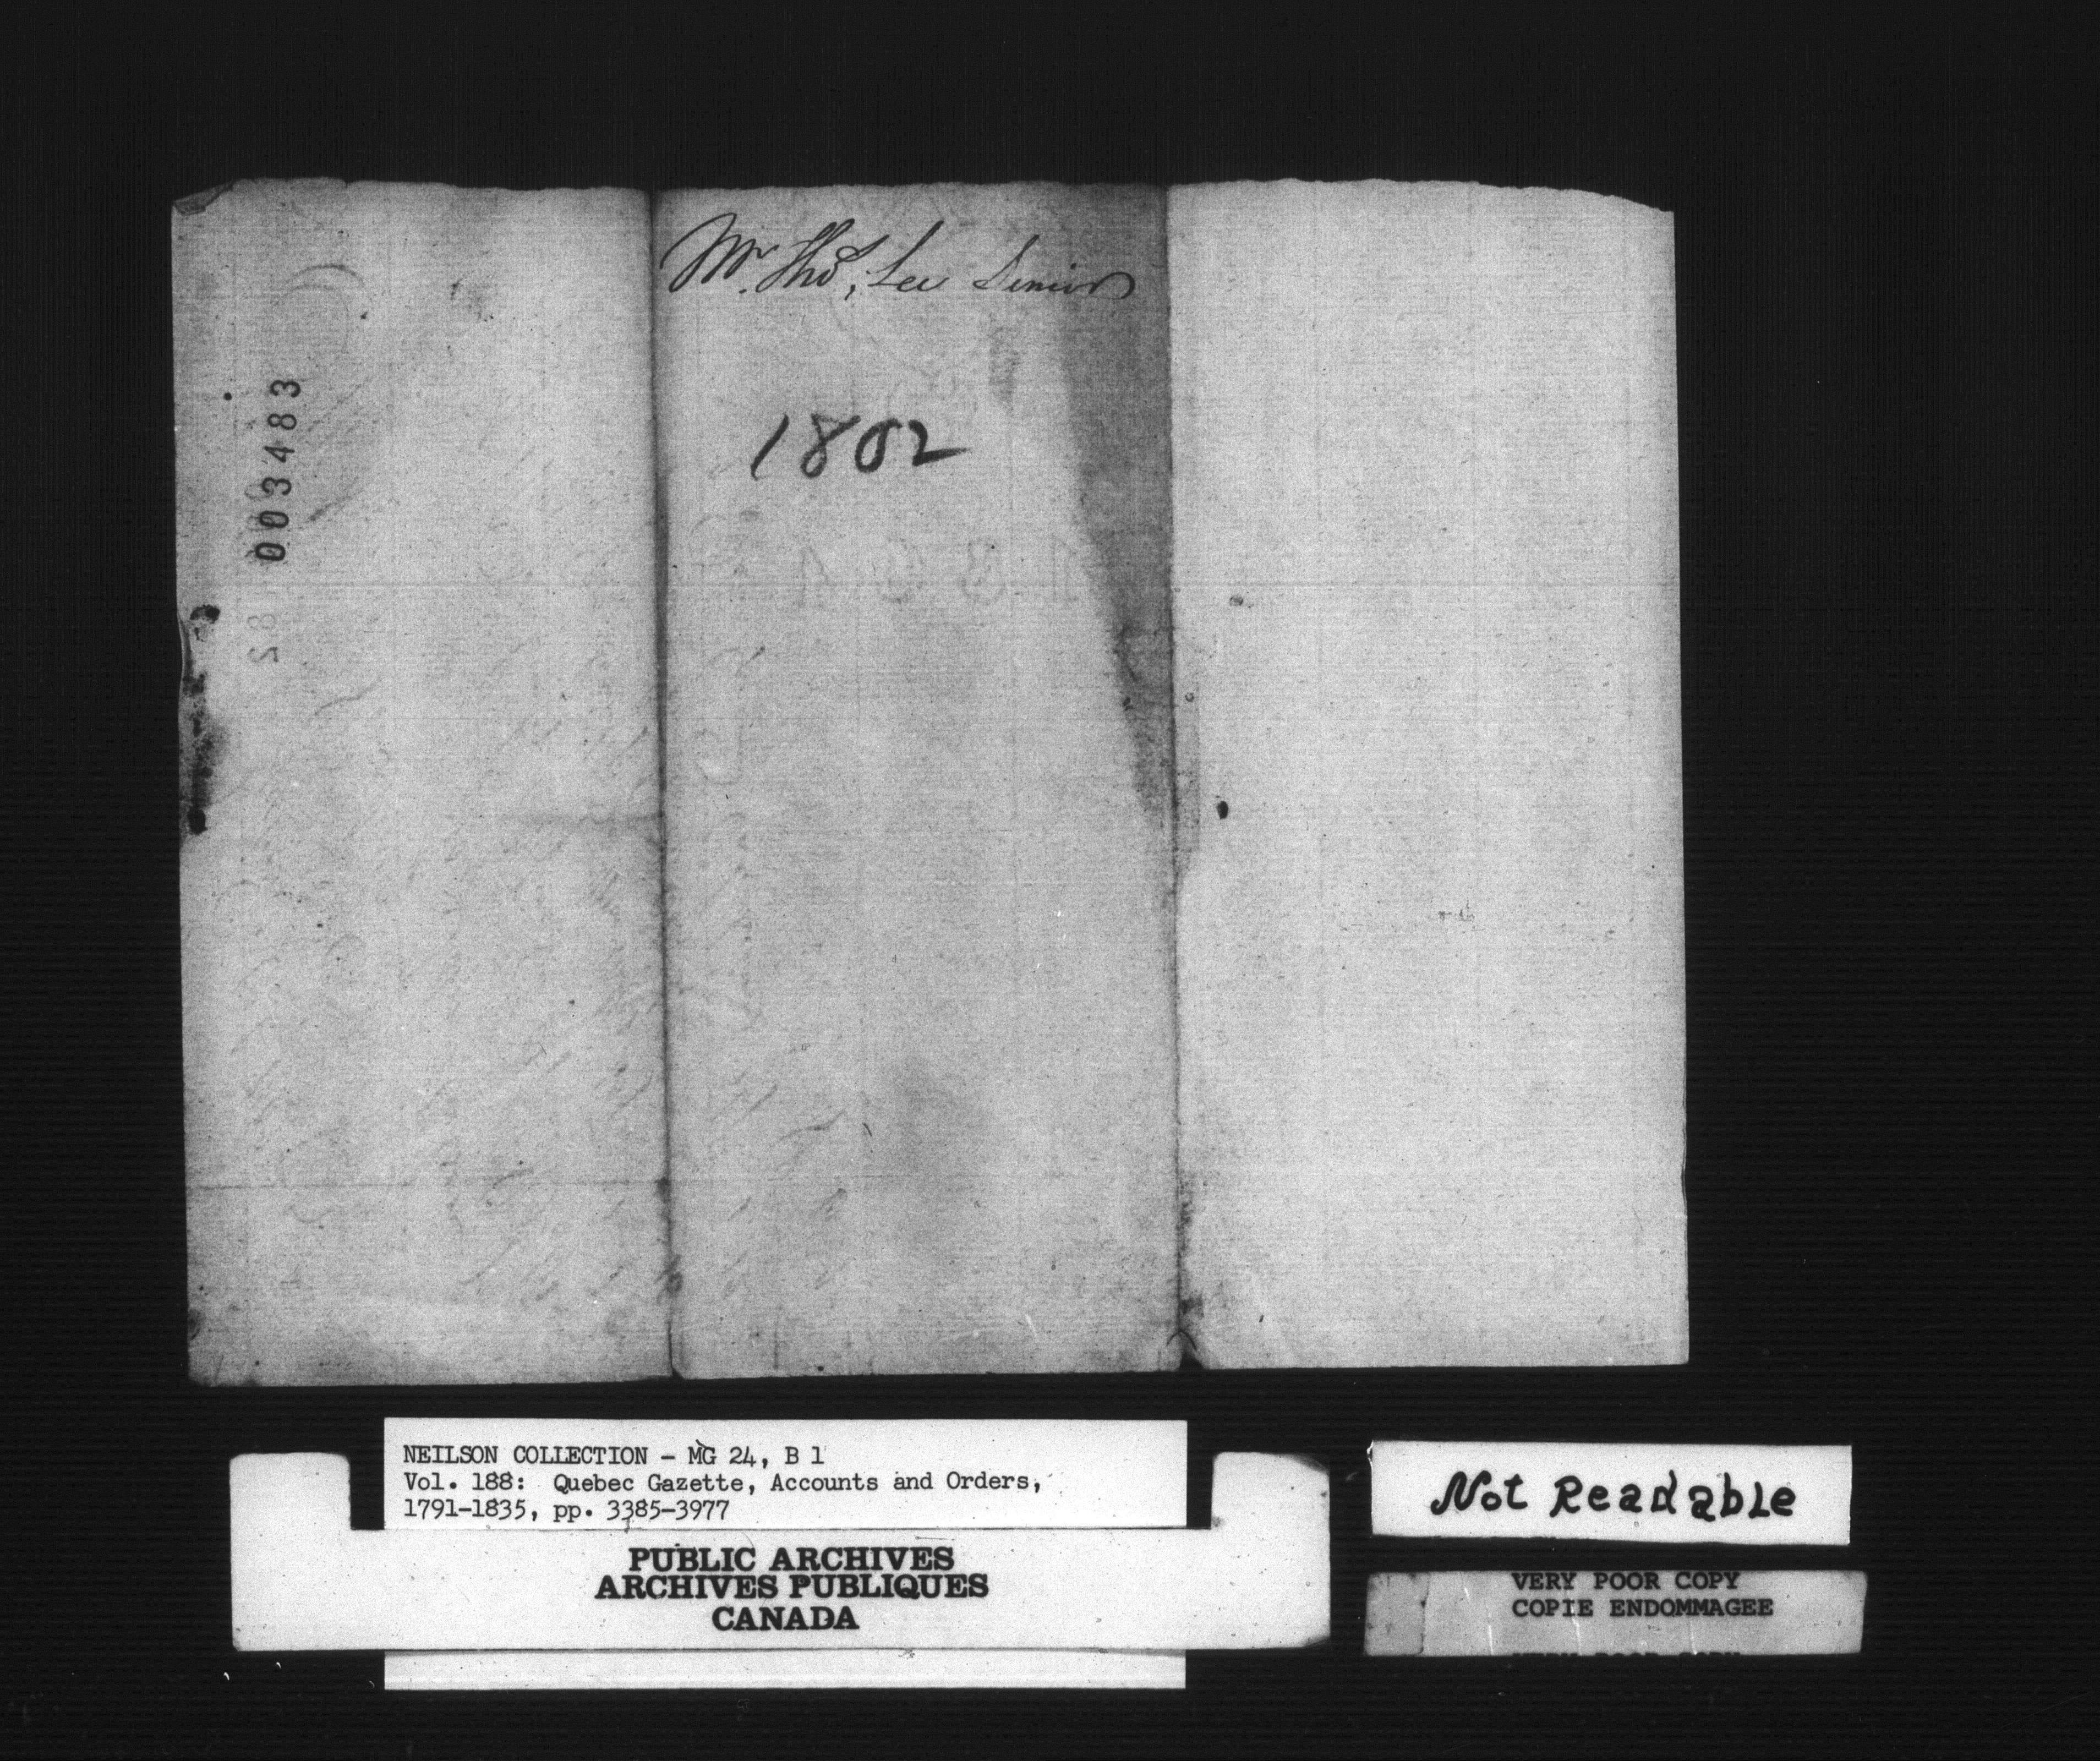 Mr. Thos. Lee Senior
1802
003483
NEILSON COLLECTION - MG 24, B 1
Vol. 188: Quebec Gazette, Accounts and Orders,
1791-1835, pp. 3385-3977
PUBLIC ARCHIVES
ARCHIVES PUBLIQUES
CANADA
Not Readable
VERY POOR COPY
COPIE ENDOMMAGEE